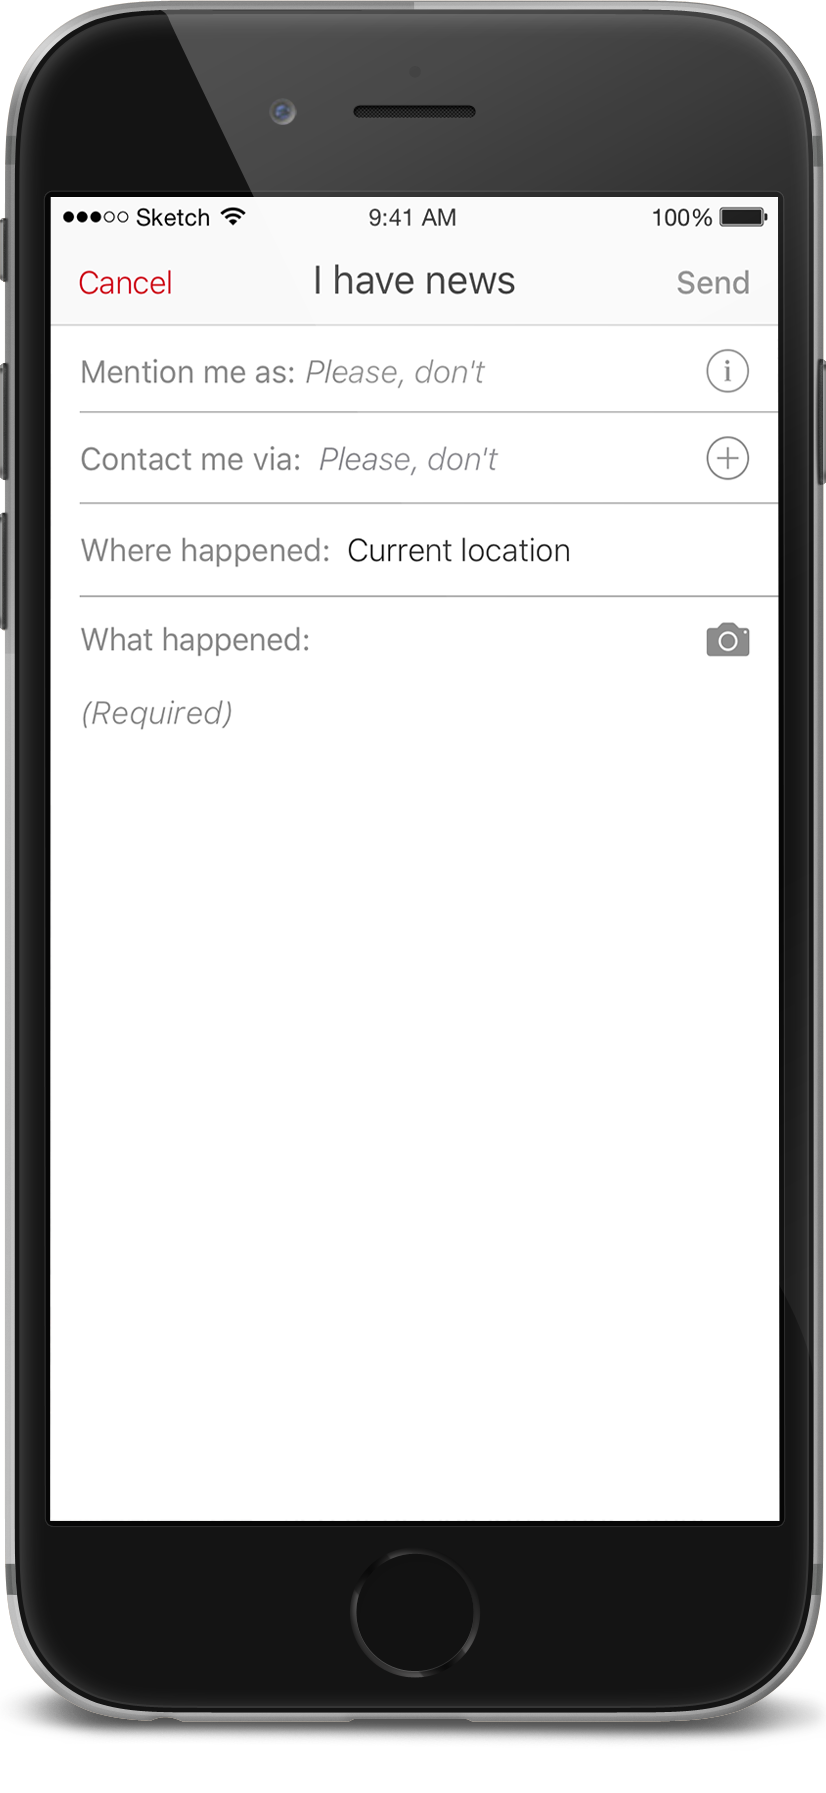 Sketch 9:41 AM 100%
Cancel I have news Send
Mention me as: Please, don't
Contact me via: Please, don't
Where happened: Current location
What happened:
(Required)